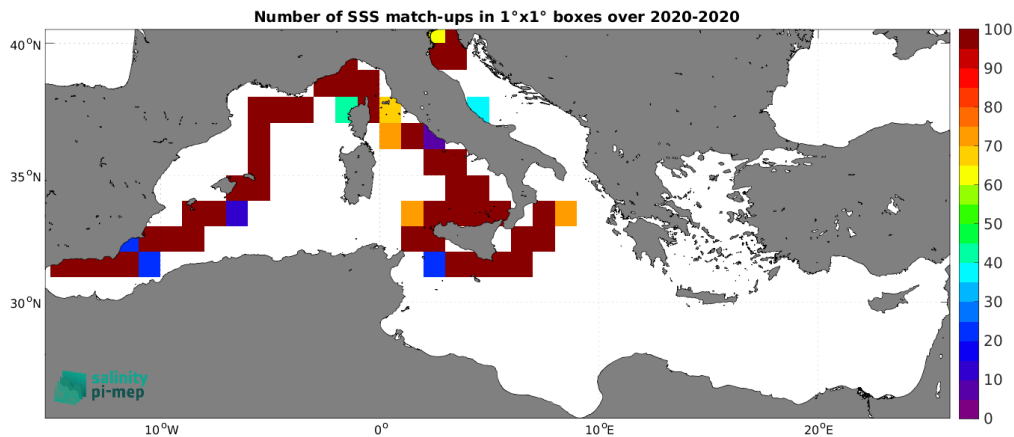 Number of SSS match-ups in 1°x1° boxes over 2020-2020
40°N
35°N
30°N
10°W
0°
10°E
20°E
100
90
80
70
60
50
40
30
20
10
0
salinity
pi-mep